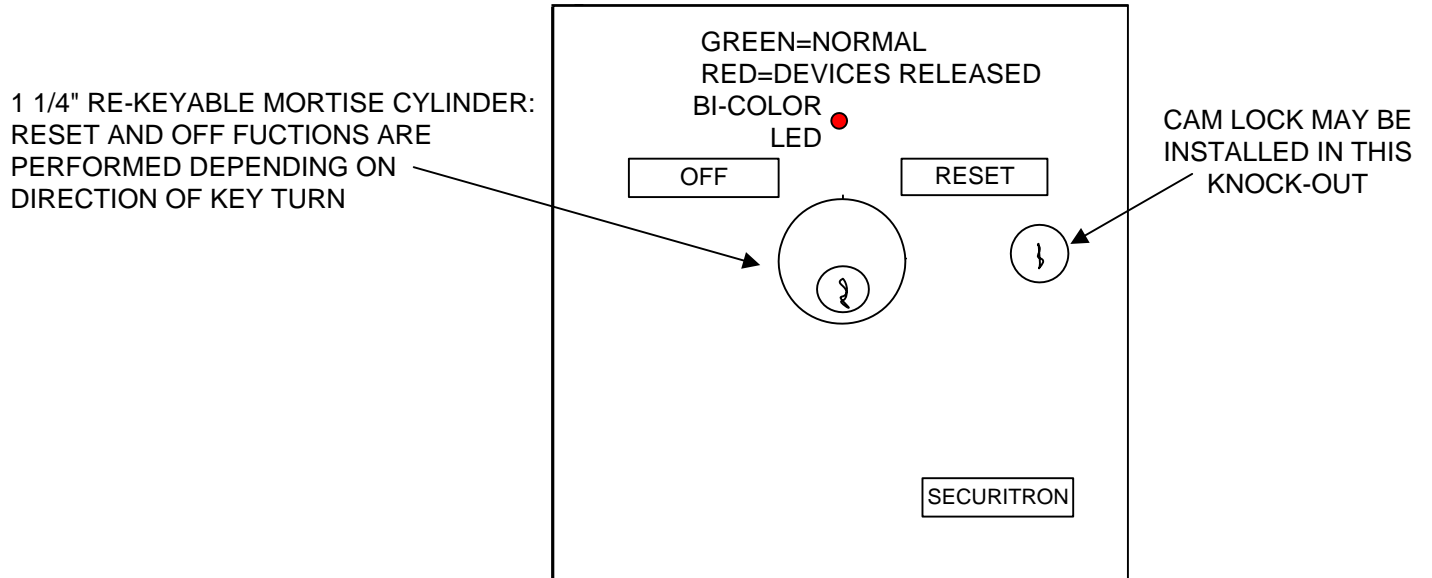 GREEN=NORMAL
RED=DEVICES RELEASED
BI-COLOR
LED
1 1/4" RE-KEYABLE MORTISE CYLINDER:
RESET AND OFF FUCTIONS ARE
PERFORMED DEPENDING ON
DIRECTION OF KEY TURN
CAM LOCK MAY BE
INSTALLED IN THIS
KNOCK-OUT
OFF
RESET
SECURITRON